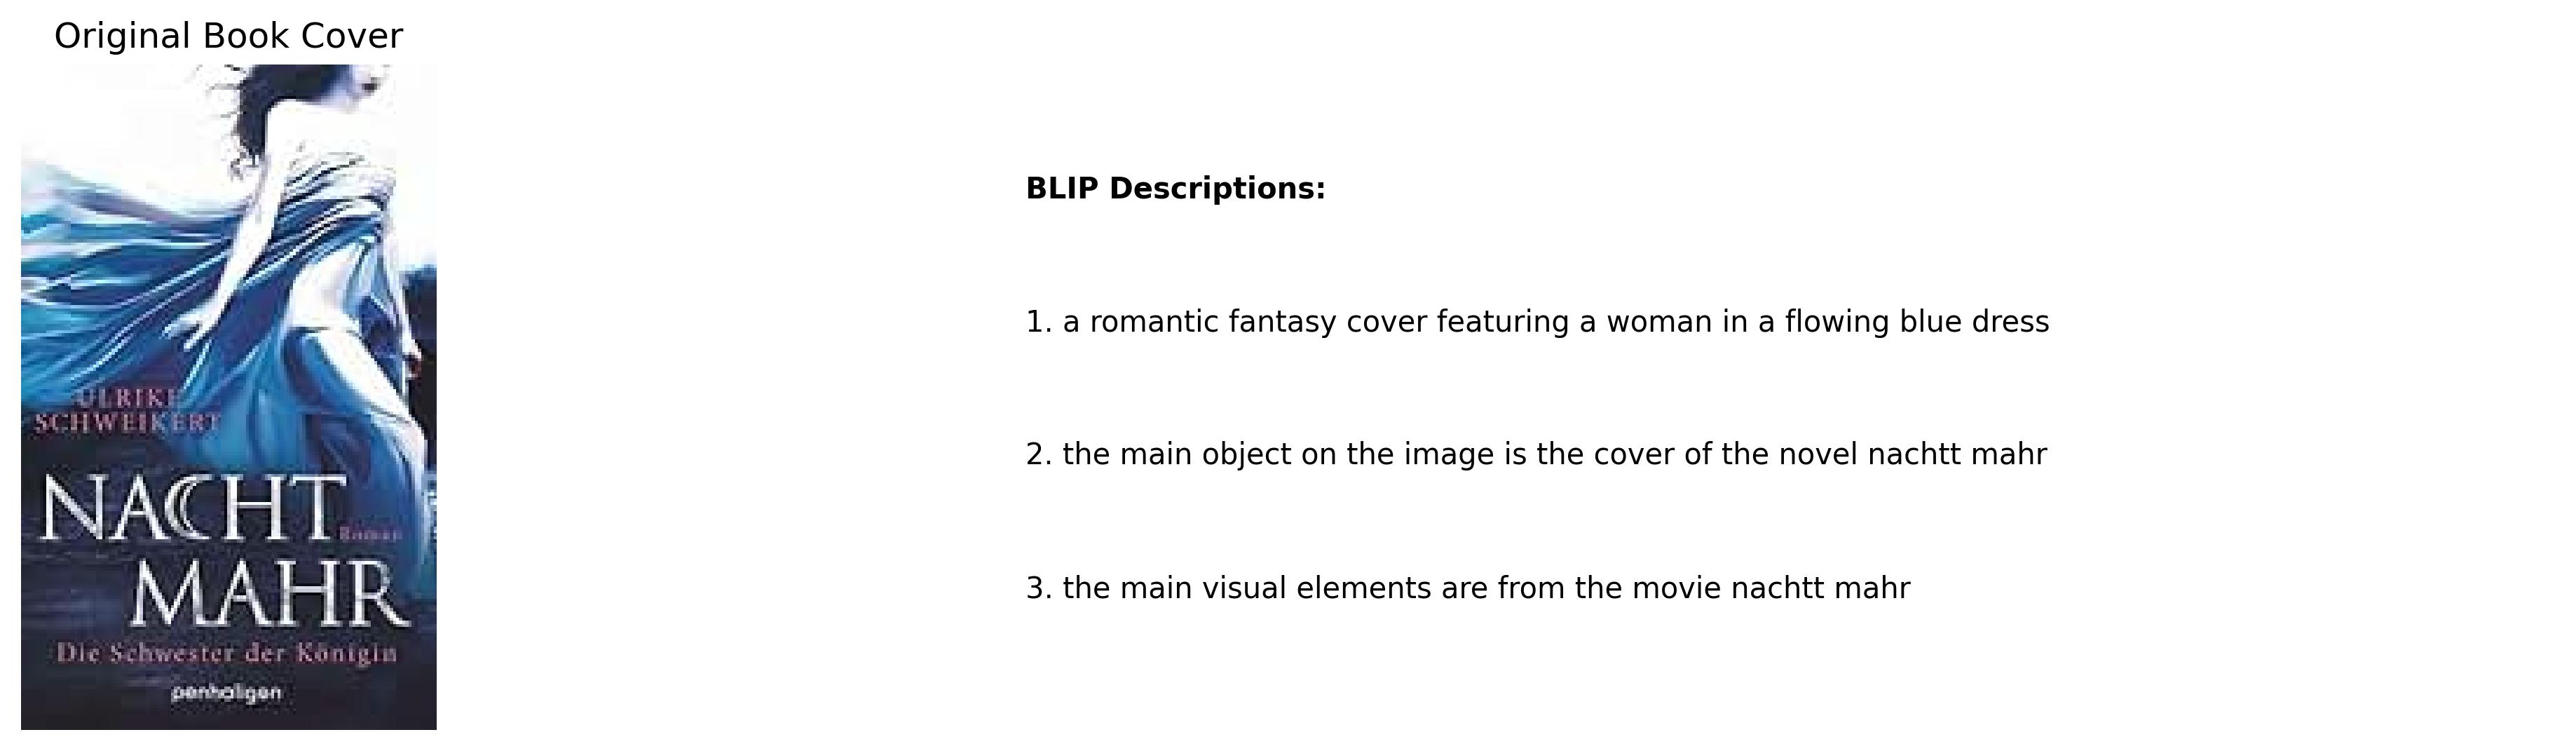 Original Book Cover
ULRIKE
SCHWEIKERT
NACHT
Roman
MAHR
Die Schwester der Königin
penhaligon
BLIP Descriptions:
1. a romantic fantasy cover featuring a woman in a flowing blue dress
2. the main object on the image is the cover of the novel nachtt mahr
3. the main visual elements are from the movie nachtt mahr